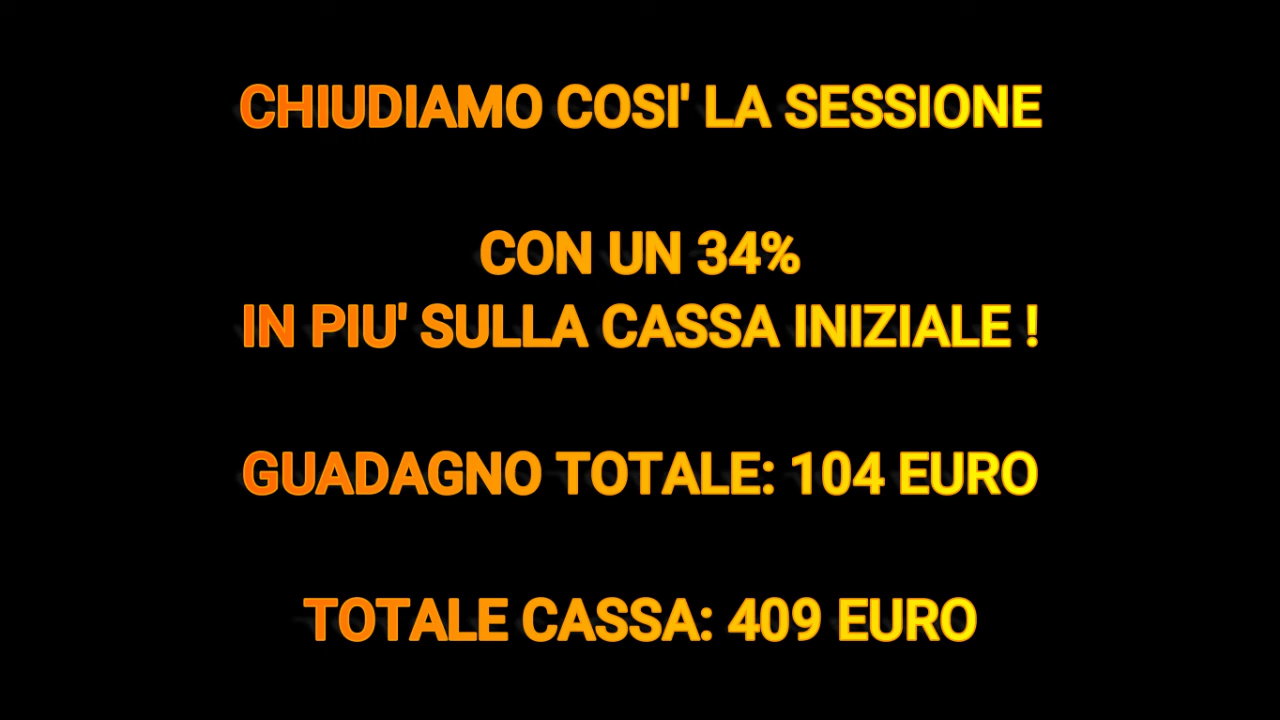 CHIUDIAMO COSI' LA SESSIONE
CON UN 34%
IN PIU' SULLA CASSA INIZIALE !
GUADAGNO TOTALE: 104 EURO
TOTALE CASSA: 409 EURO